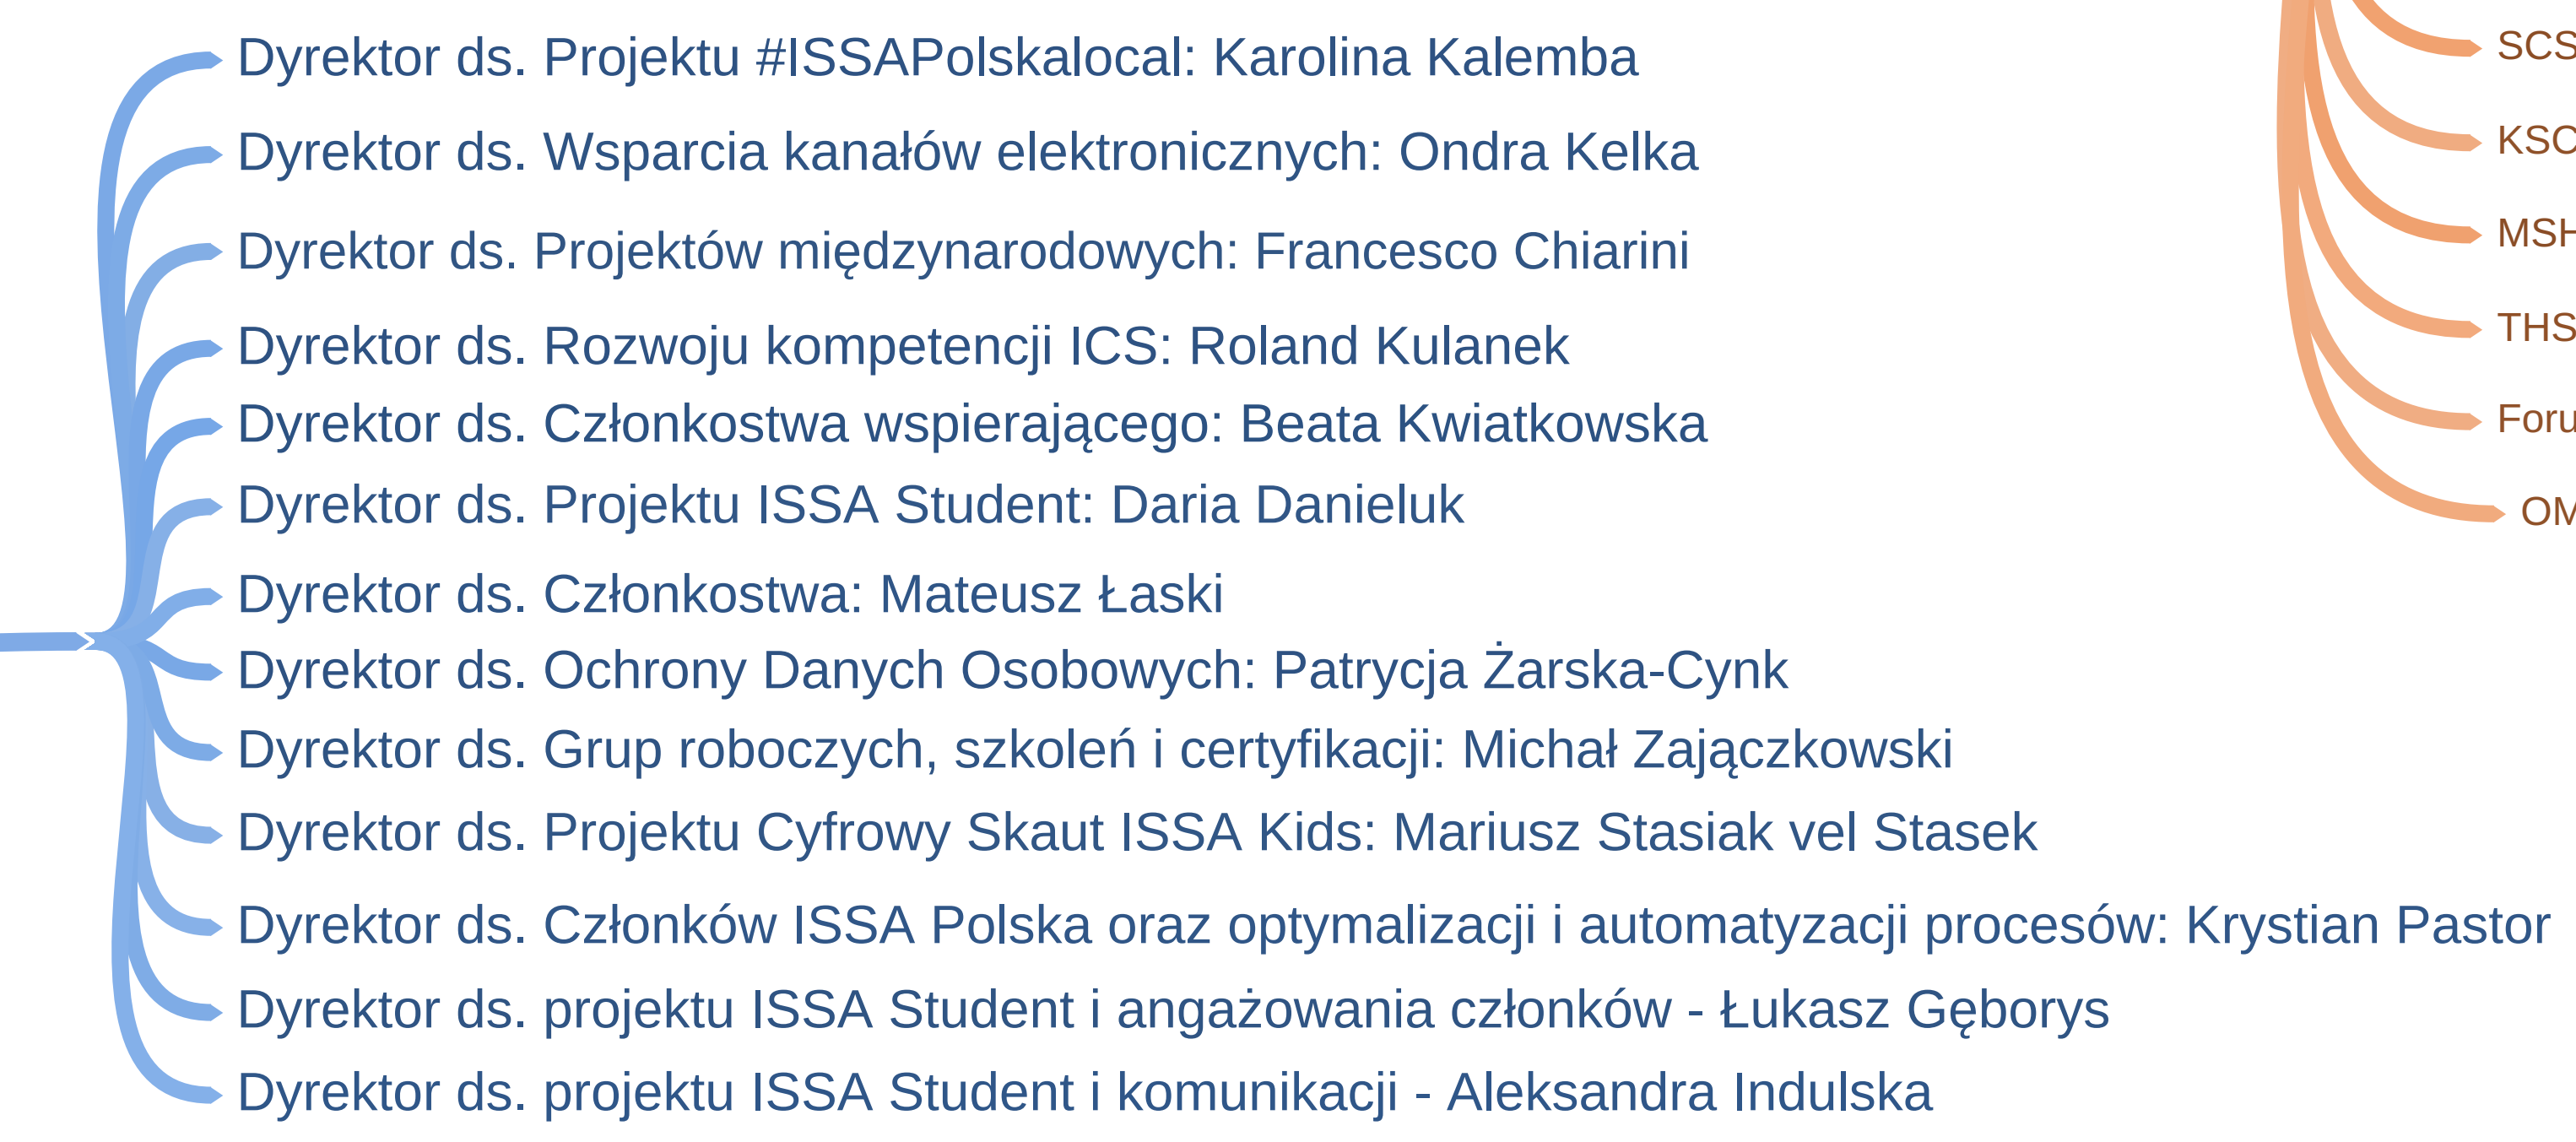 Dyrektor ds. Projektu #ISSAPolskalocal: Karolina Kalemba
Dyrektor ds. Wsparcia kanałów elektronicznych: Ondra Kelka
Dyrektor ds. Projektów międzynarodowych: Francesco Chiarini
Dyrektor ds. Rozwoju kompetencji ICS: Roland Kulanek
Dyrektor ds. Członkostwa wspierającego: Beata Kwiatkowska
Dyrektor ds. Projektu ISSA Student: Daria Danieluk
Dyrektor ds. Członkostwa: Mateusz Łaski
Dyrektor ds. Ochrony Danych Osobowych: Patrycja Żarska-Cynk
Dyrektor ds. Grup roboczych, szkoleń i certyfikacji: Michał Zajączkowski
Dyrektor ds. Projektu Cyfrowy Skaut ISSA Kids: Mariusz Stasiak vel Stasek
Dyrektor ds. Członków ISSA Polska oraz optymalizacji i automatyzacji procesów: Krystian Pastor
Dyrektor ds. projektu ISSA Student i angażowania członków - Łukasz Gęborys
Dyrektor ds. projektu ISSA Student i komunikacji - Aleksandra Indulska